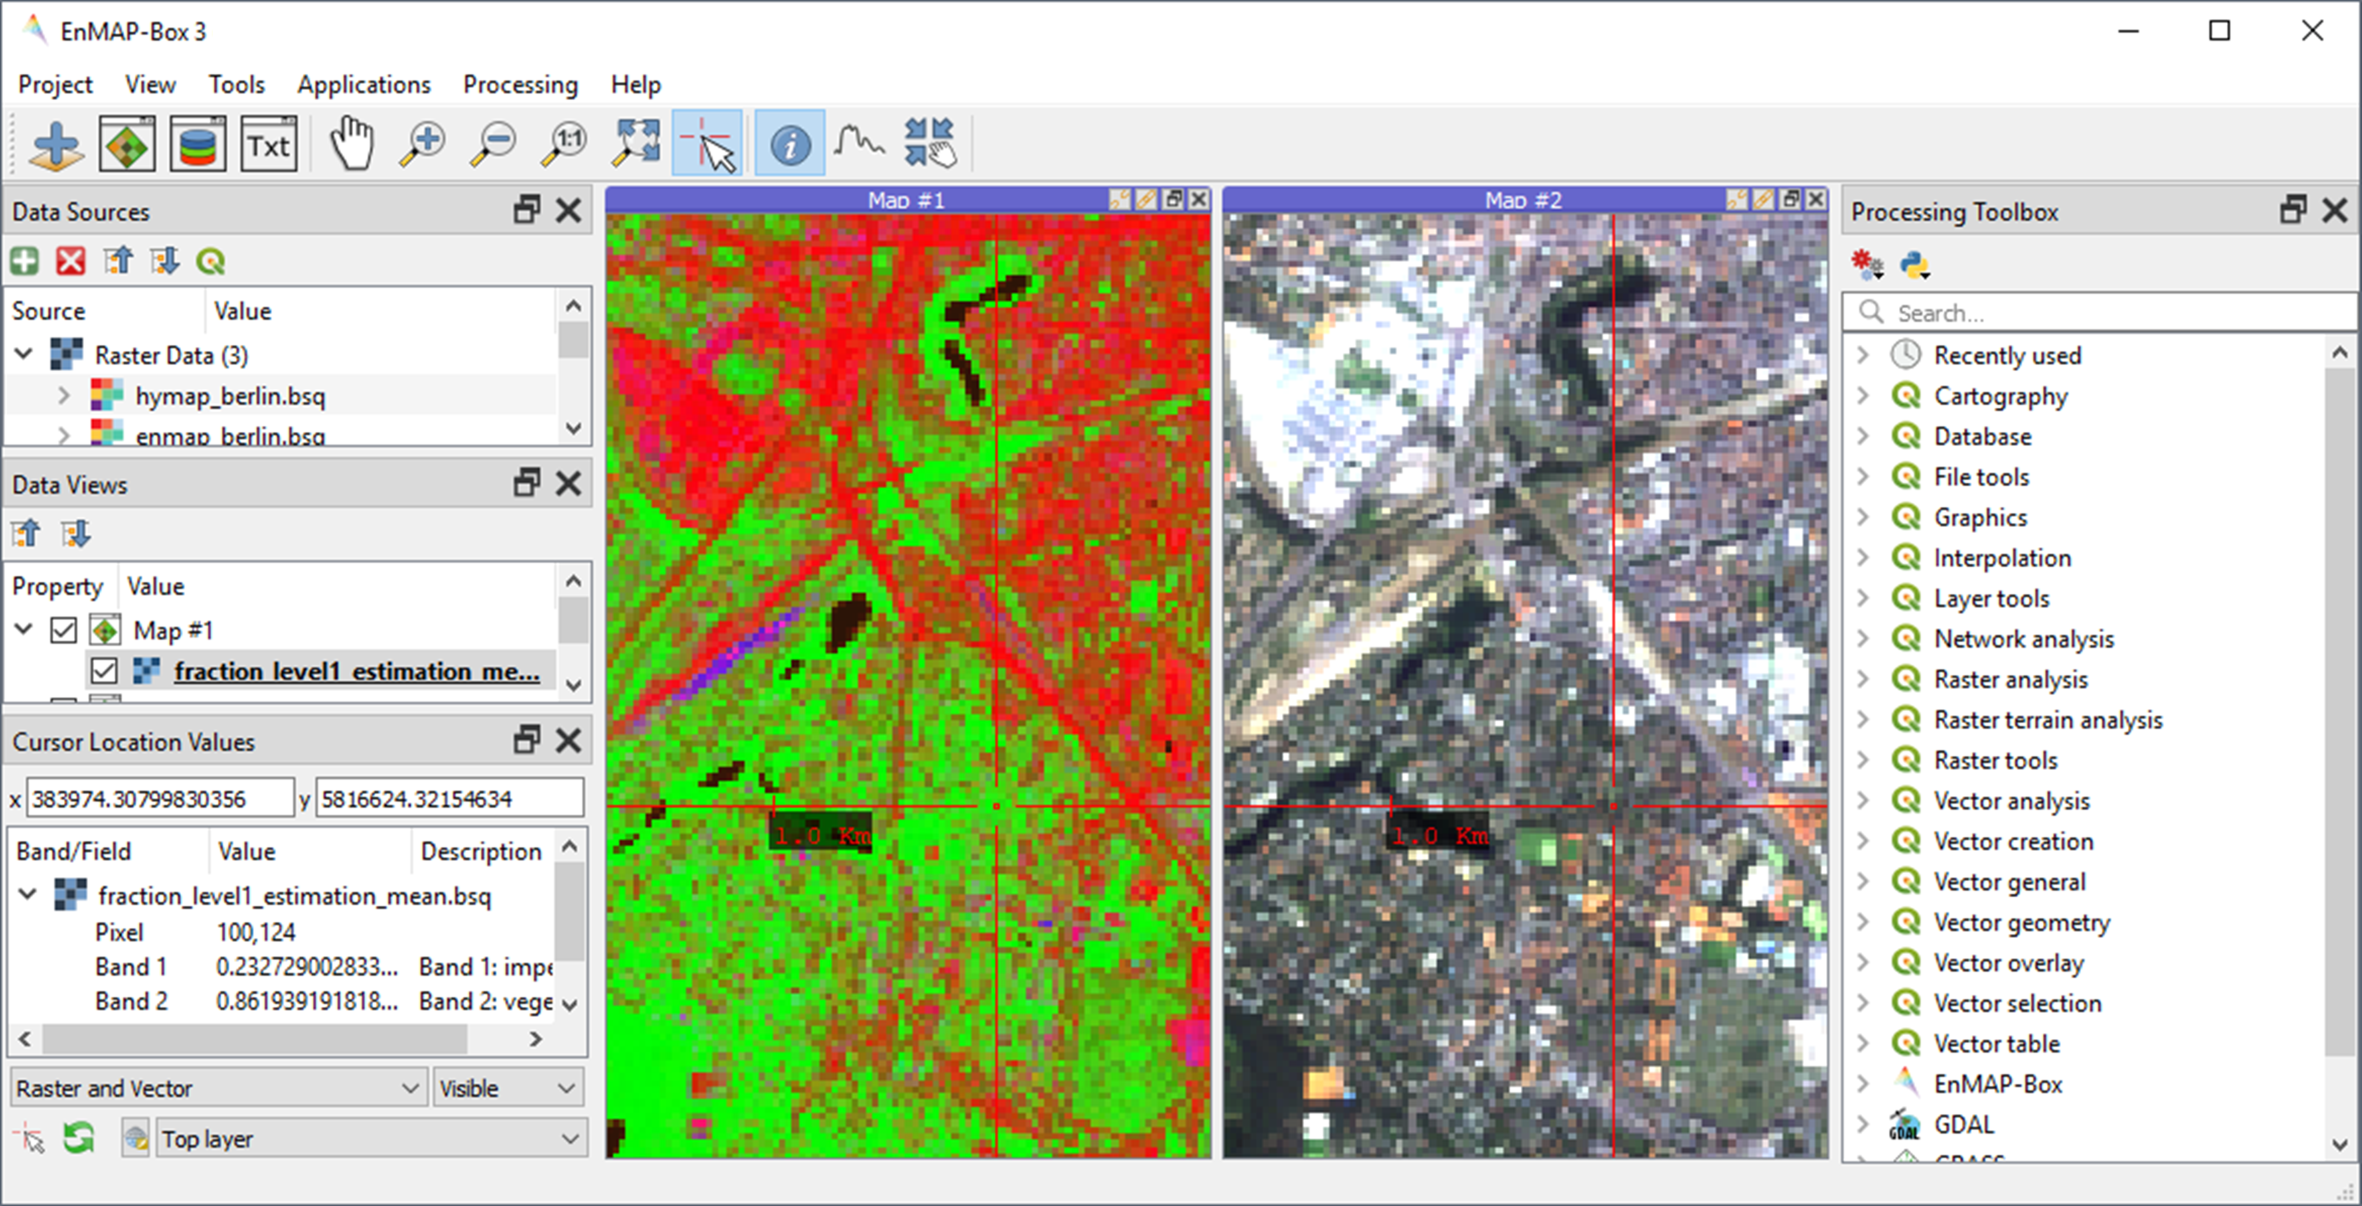 EnMAP-Box 3
Project View Tools Applications Processing Help
1:1
Txt
Data Sources
Source Value
Raster Data (3)
hymap_berlin.bsq
enmap_berlin.bsq
Data Views
Property Value
Map #1
fraction_level1_estimation_me...
Cursor Location Values
x 383974.30799830356 y 5816624.32154634
Band/Field Value Description
fraction_level1_estimation_mean.bsq
Pixel 100,124
Band 1 0.232729002833... Band 1: impe
Band 2 0.861939191818... Band 2: vege
Raster and Vector Visible
Top layer
Map #1
1.0 Km
Map #2
1.0 Km
Processing Toolbox
Search...
Recently used
Cartography
Database
File tools
Graphics
Interpolation
Layer tools
Network analysis
Raster analysis
Raster terrain analysis
Raster tools
Vector analysis
Vector creation
Vector general
Vector geometry
Vector overlay
Vector selection
Vector table
EnMAP-Box
GDAL GDAL